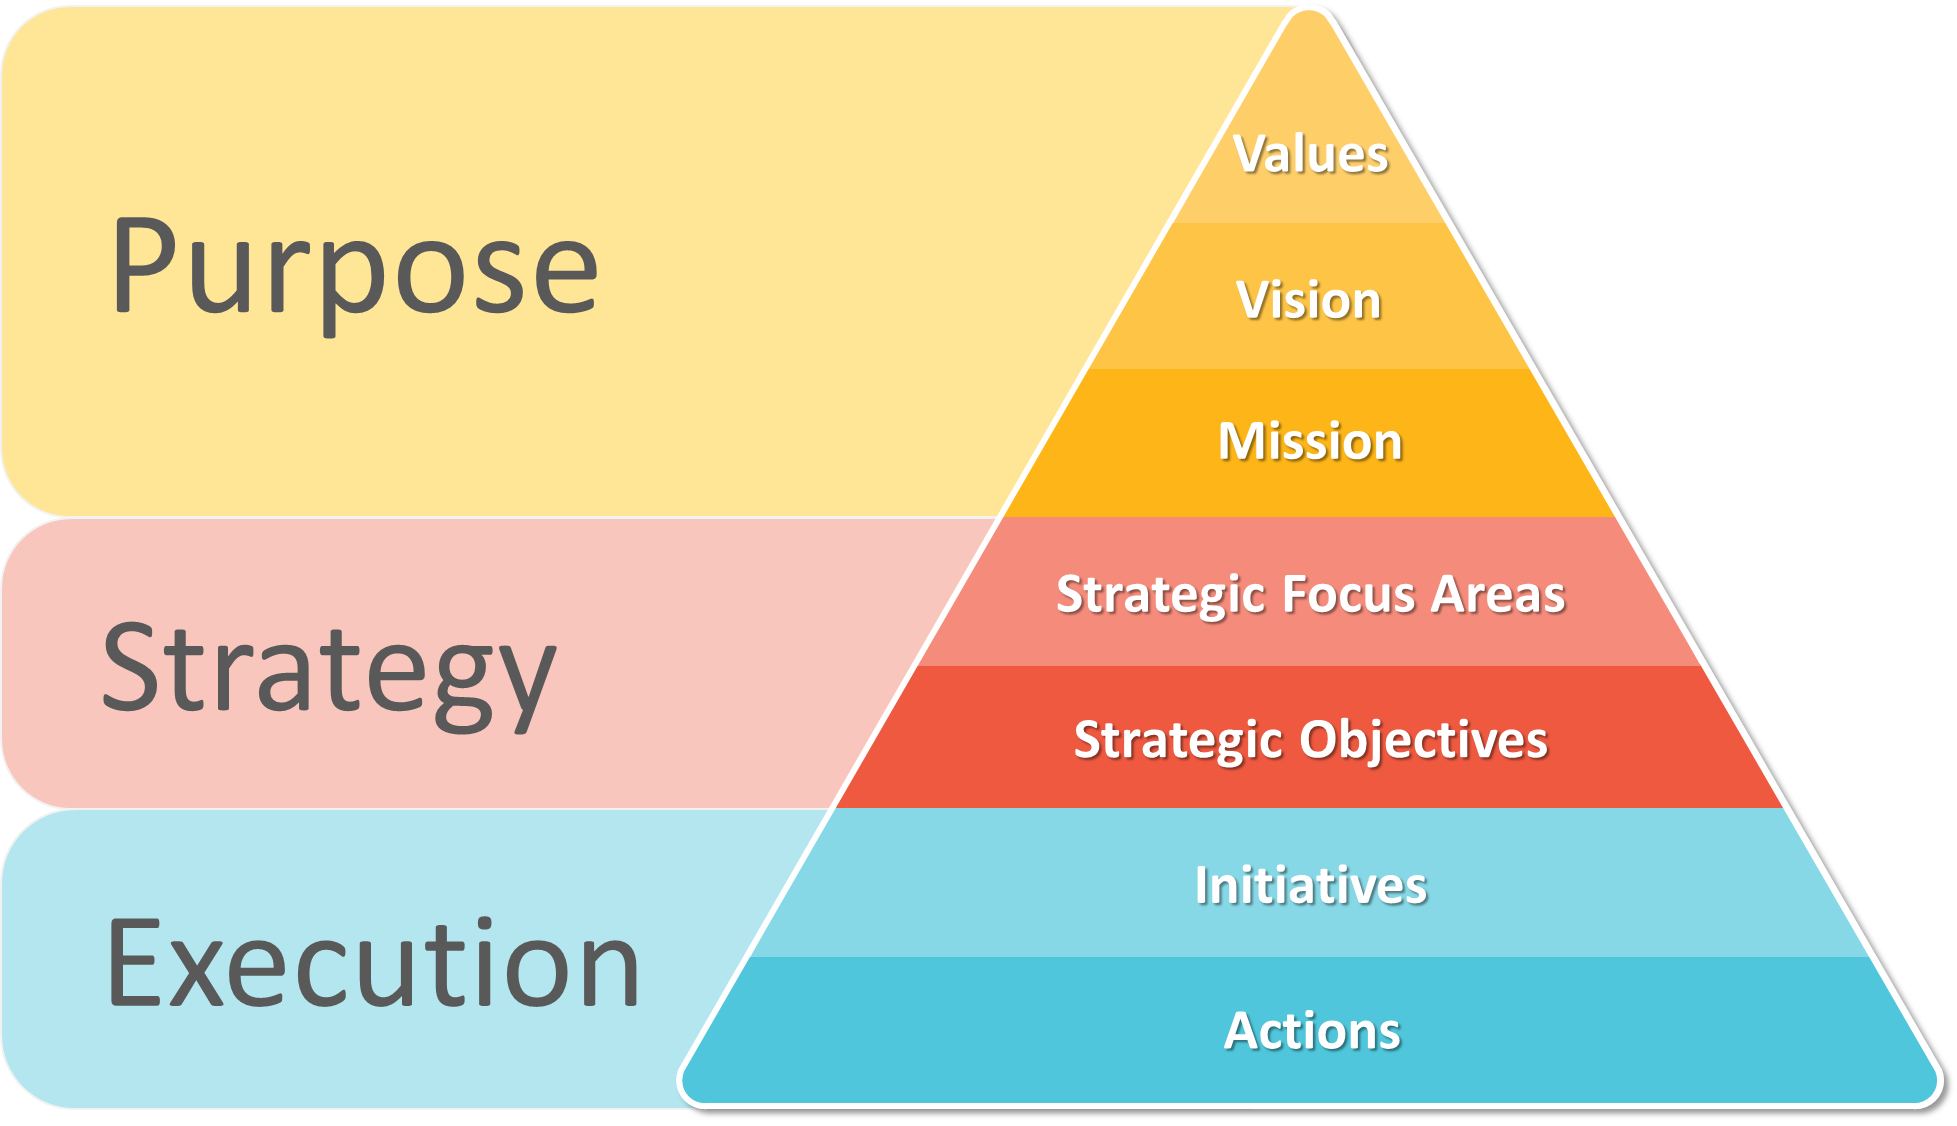 Purpose
Values
Vision
Mission
Strategy
Strategic Focus Areas
Strategic Objectives
Execution
Initiatives
Actions